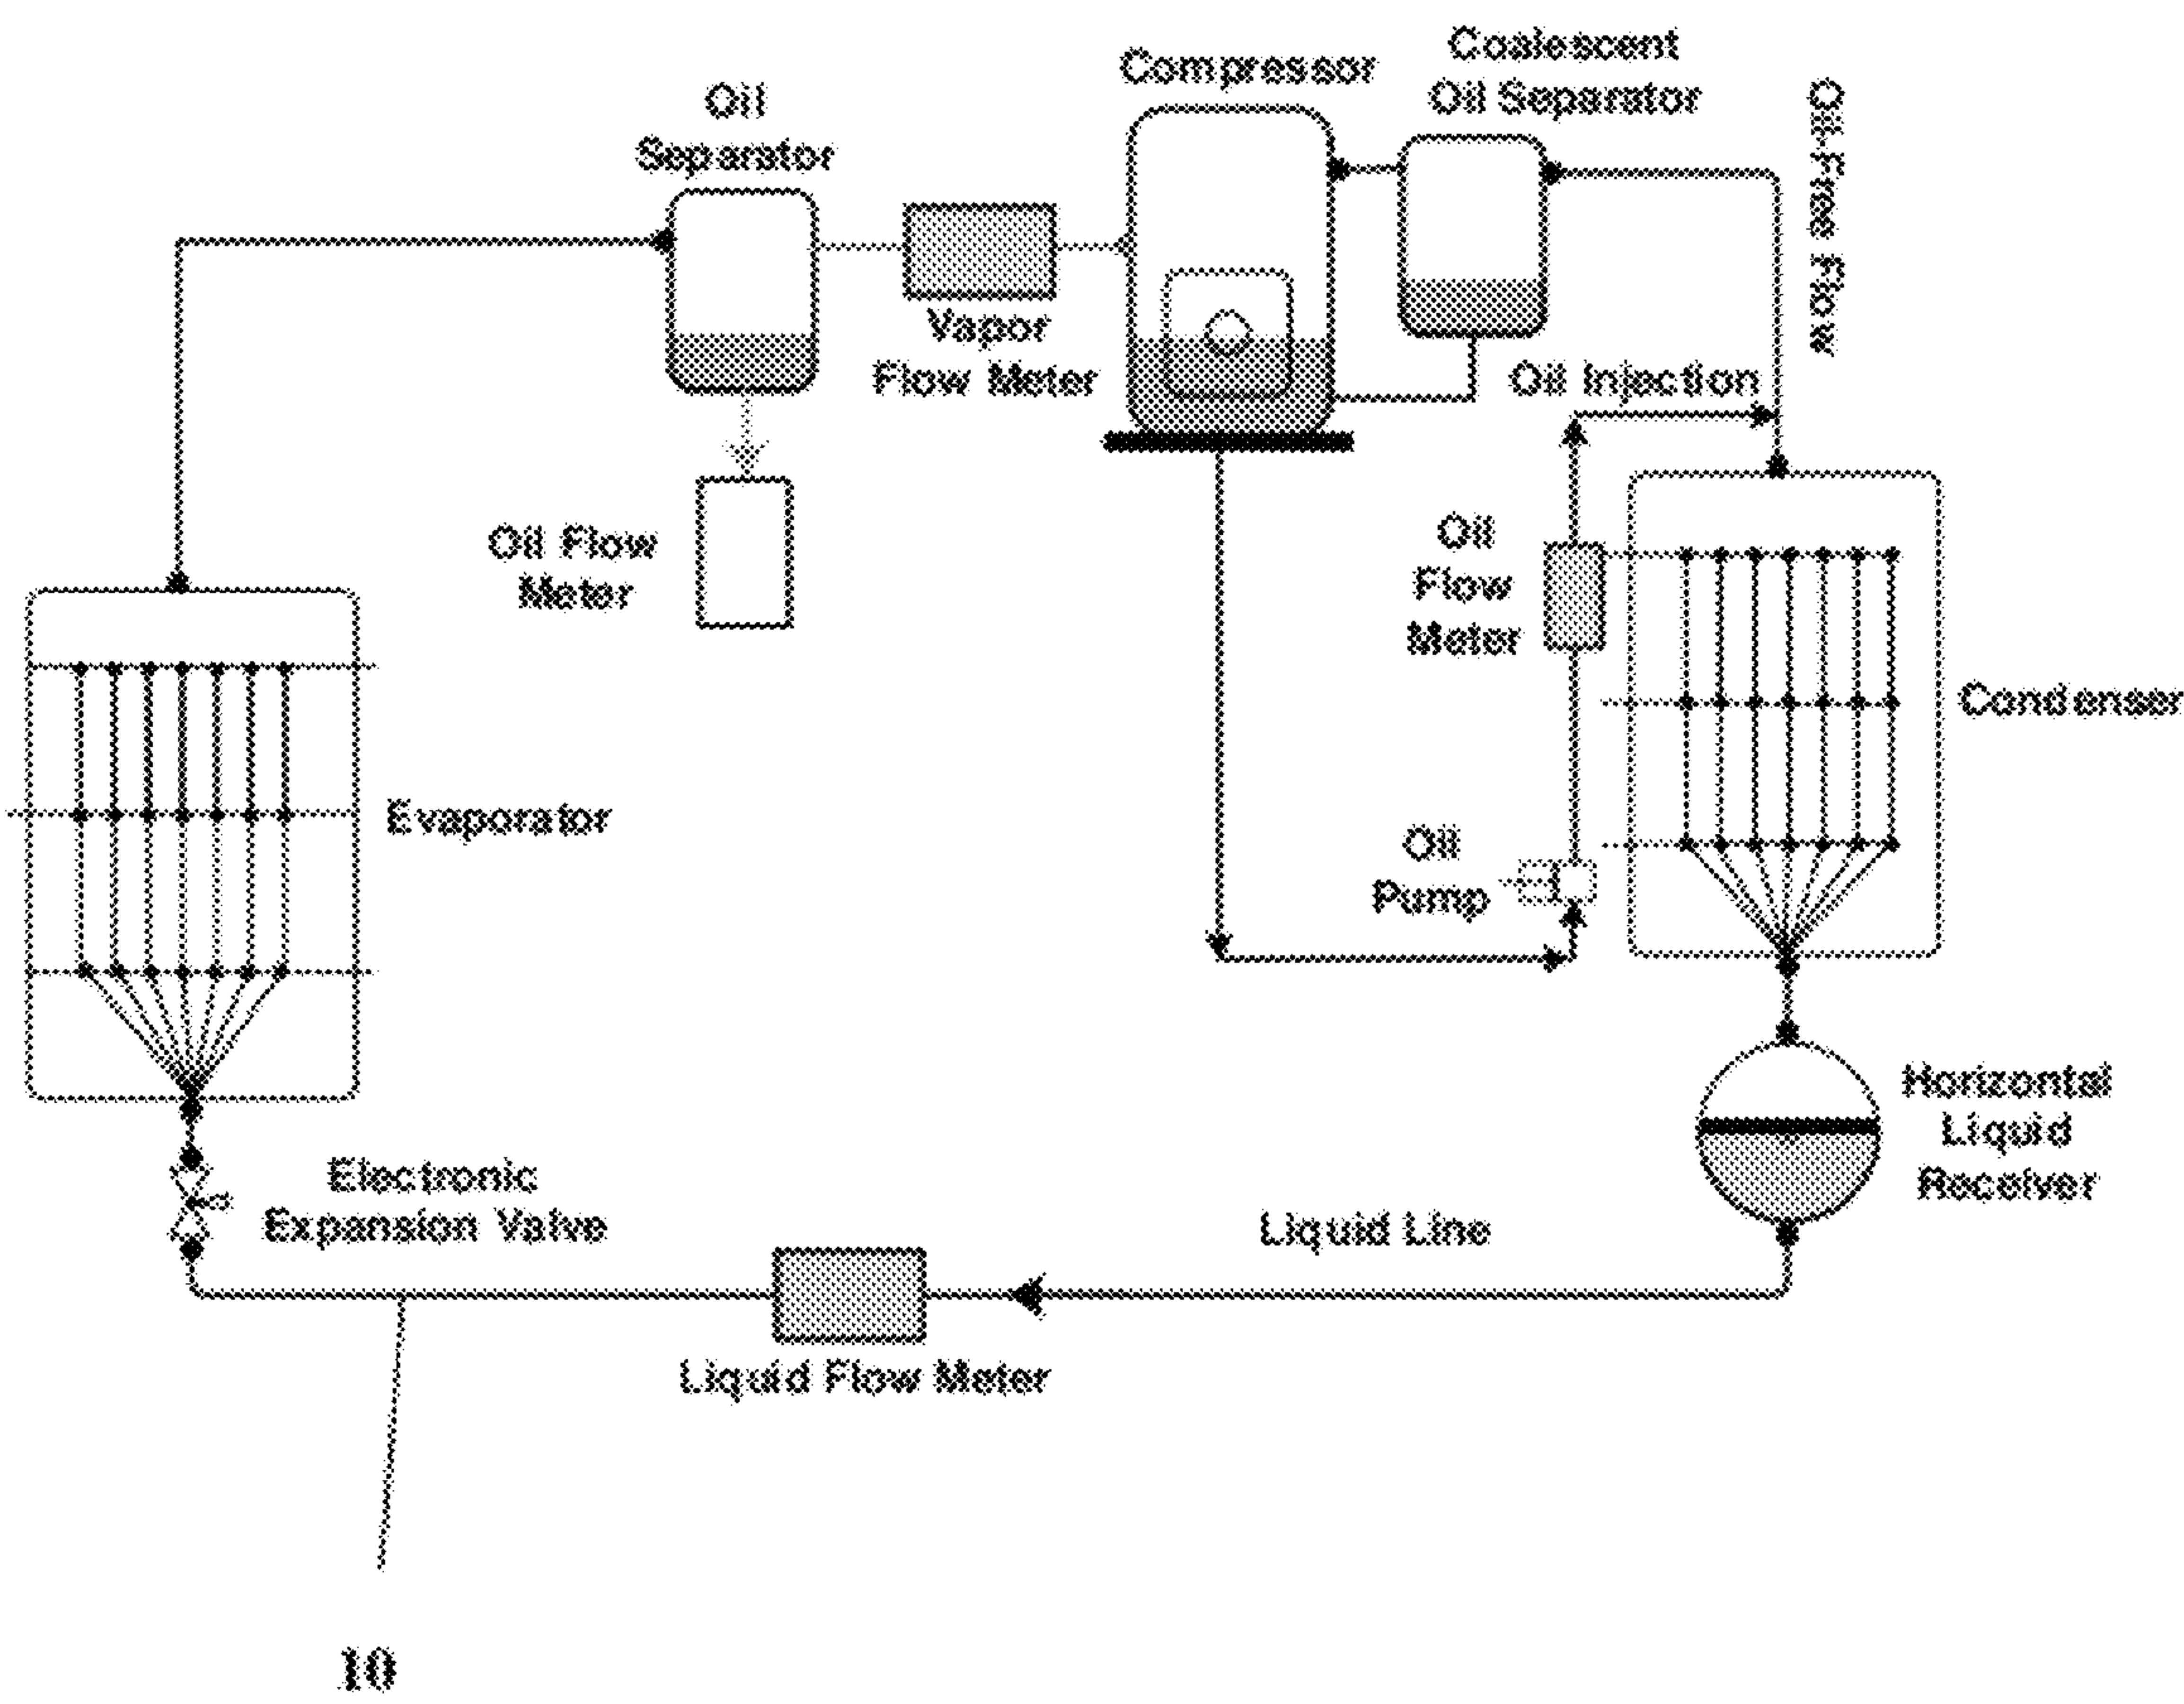 Oil
Separator
Compressor
Coalescent
Oil Separator
Oil-Free Flow
Vapor
Flow Meter
Oil Injection
Oil Flow
Meter
Oil
Flow
Meter
Condenser
Evaporator
Oil
Pump
Horizontal
Liquid
Receiver
Electronic
Expansion Valve
Liquid Line
Liquid Flow Meter
10